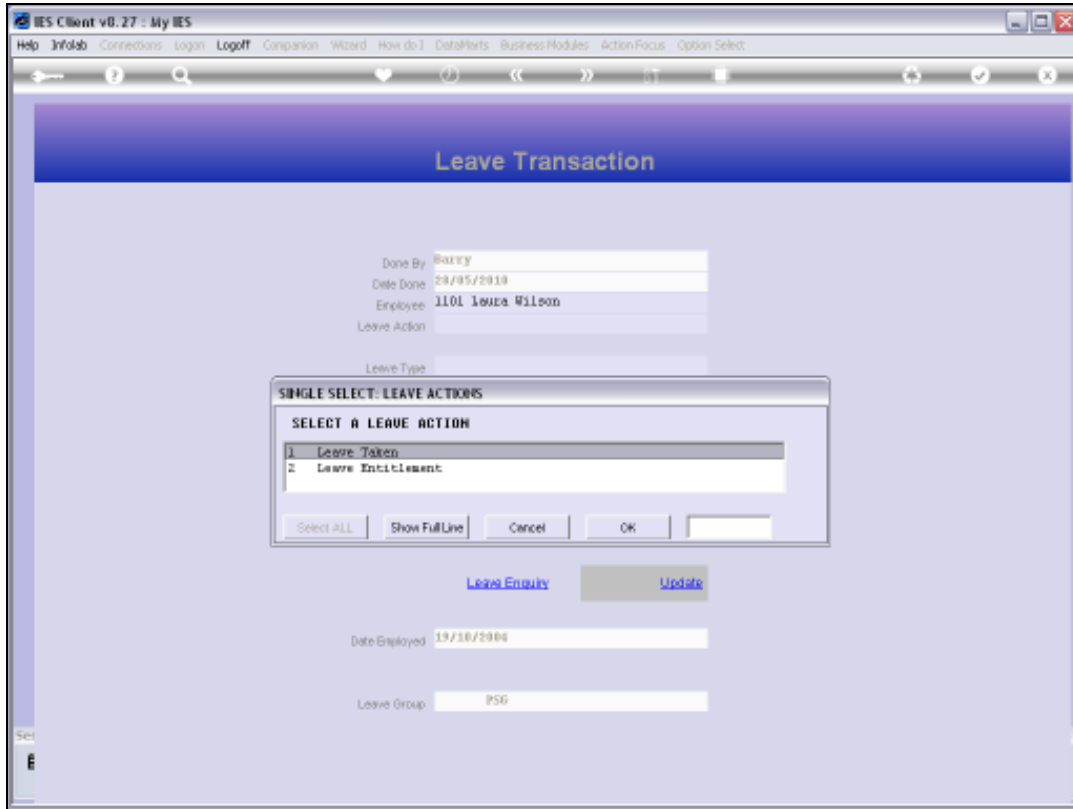 IES Client v8.27 : My IES
Help Infolab Connections Logon Logoff Companion Wizard How do I DataMarts Business Modules Action Focus Option Select
Leave Transaction
Done By Barry
Date Done 28/05/2010
Employee 1101 Laura Wilson
Leave Action
Leave Type
SINGLE SELECT: LEAVE ACTIONS
SELECT A LEAVE ACTION
1 Leave Taken
2 Leave Entitlement
Select ALL Show Full Line Cancel OK
Leave Enquiry Update
Date Employed 19/10/2006
Leave Group PSG